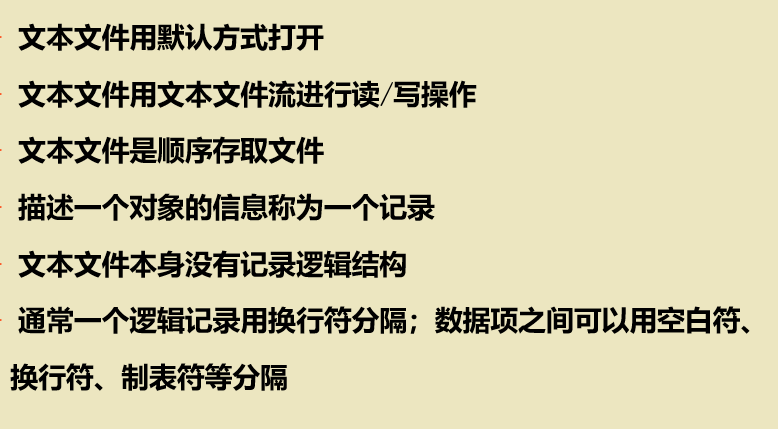 文本文件用默认方式打开
文本文件用文本文件流进行读/写操作
文本文件是顺序存取文件
描述一个对象的信息称为一个记录
文本文件本身没有记录逻辑结构
通常一个逻辑记录用换行符分隔；数据项之间可以用空白符、
换行符、制表符等分隔